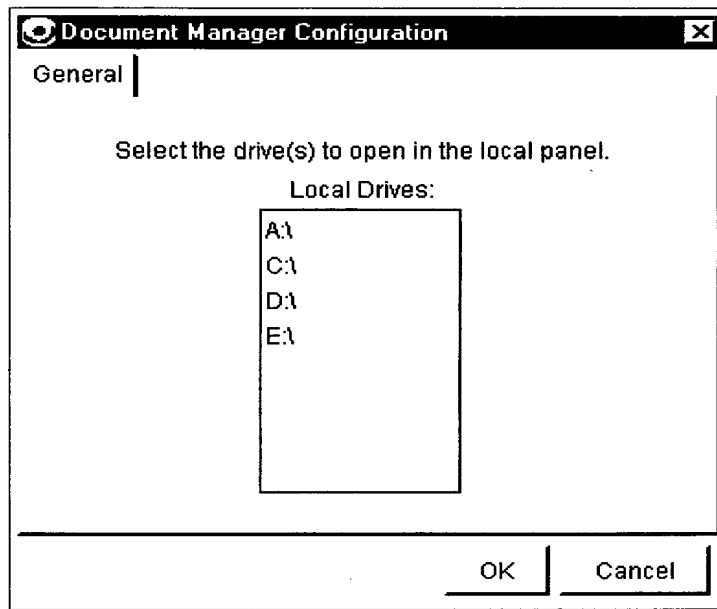 Document Manager Configuration
General
Select the drive(s) to open in the local panel.
Local Drives:
A:\
C:\
D:\
E:\
OK Cancel